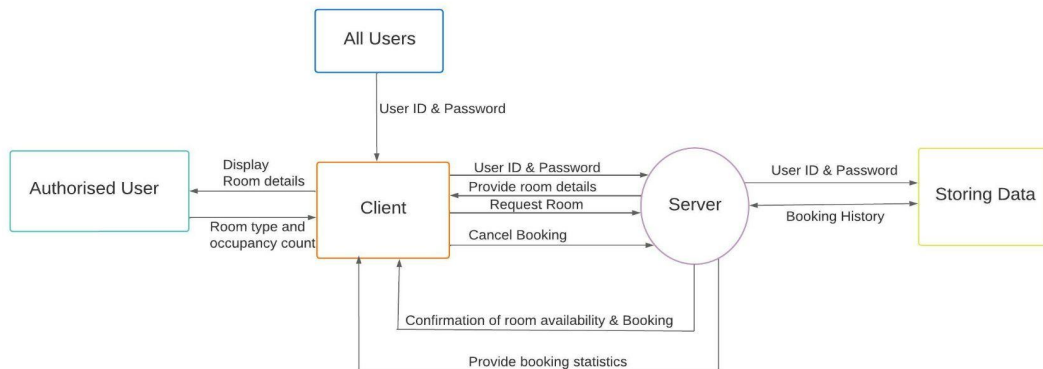 All Users
User ID & Password
Display
Room details
User ID & Password
User ID & Password
Provide room details
Authorised User
Client
Request Room
Server
Storing Data
Booking History
Room type and
occupancy count
Cancel Booking
Confirmation of room availability & Booking
Provide booking statistics